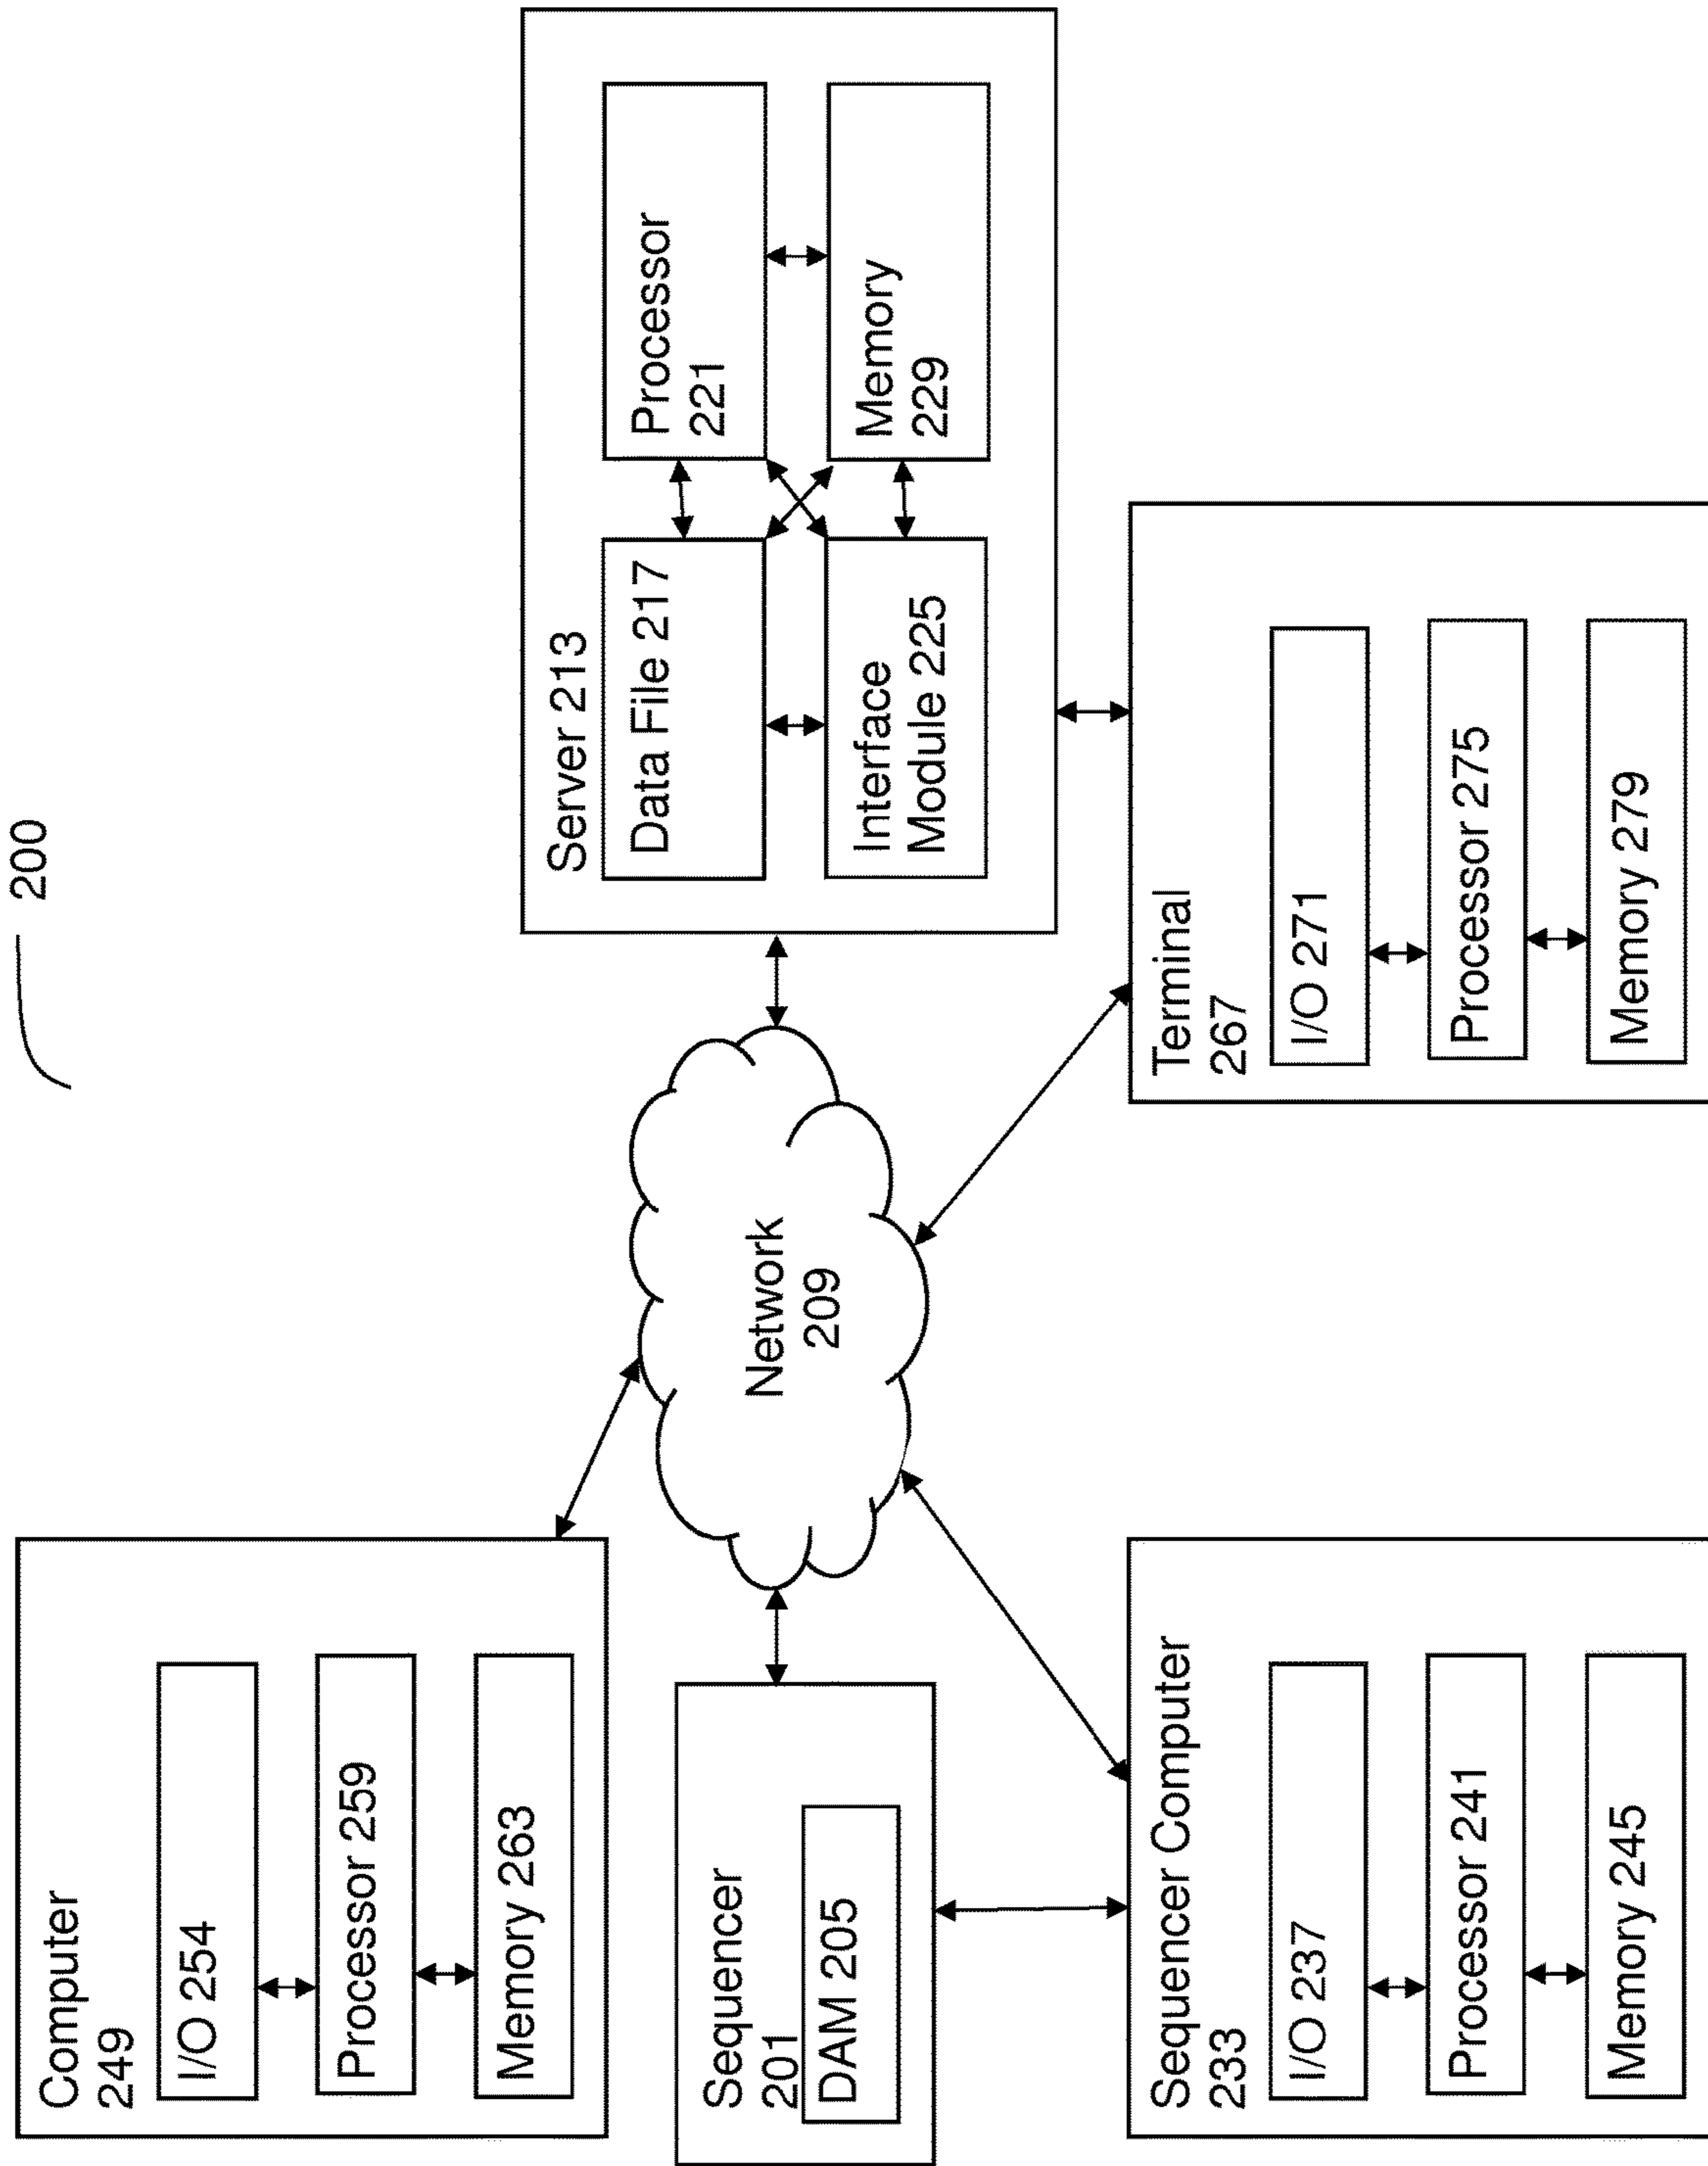 200
Computer
249
I/O 254
Processor 259
Memory 263
Sequencer
201
DAM 205
Sequencer Computer
233
I/O 237
Processor 241
Memory 245
Network
209
Server 213
Data File 217
Processor
221
Interface
Module 225
Memory
229
Terminal
267
I/O 271
Processor 275
Memory 279